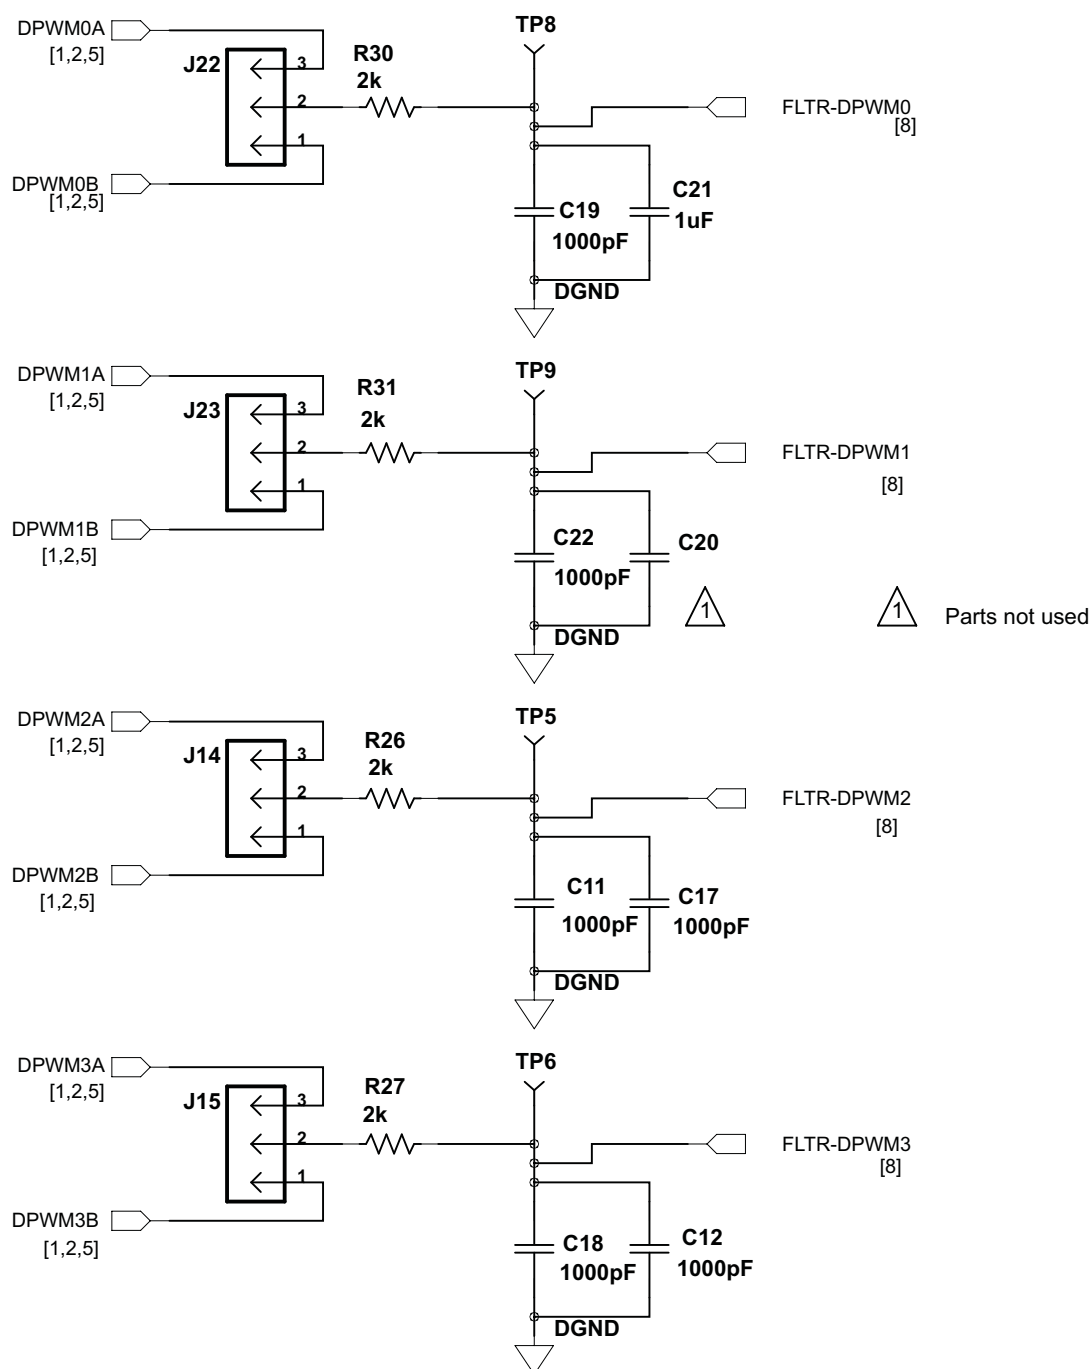 DPWM0A
[1,2,5]
J22
3
2
1
R30
2k
TP8
FLTR-DPWM0
[8]
DPWM0B
[1,2,5]
C19
1000pF
C21
1uF
DGND
DPWM1A
[1,2,5]
J23
3
2
1
R31
2k
TP9
FLTR-DPWM1
[8]
DPWM1B
[1,2,5]
C22
1000pF
C20
1
1
Parts not used
DGND
DPWM2A
[1,2,5]
J14
3
2
1
R26
2k
TP5
FLTR-DPWM2
[8]
DPWM2B
[1,2,5]
C11
1000pF
C17
1000pF
DGND
DPWM3A
[1,2,5]
J15
3
2
1
R27
2k
TP6
FLTR-DPWM3
[8]
DPWM3B
[1,2,5]
C18
1000pF
C12
1000pF
DGND